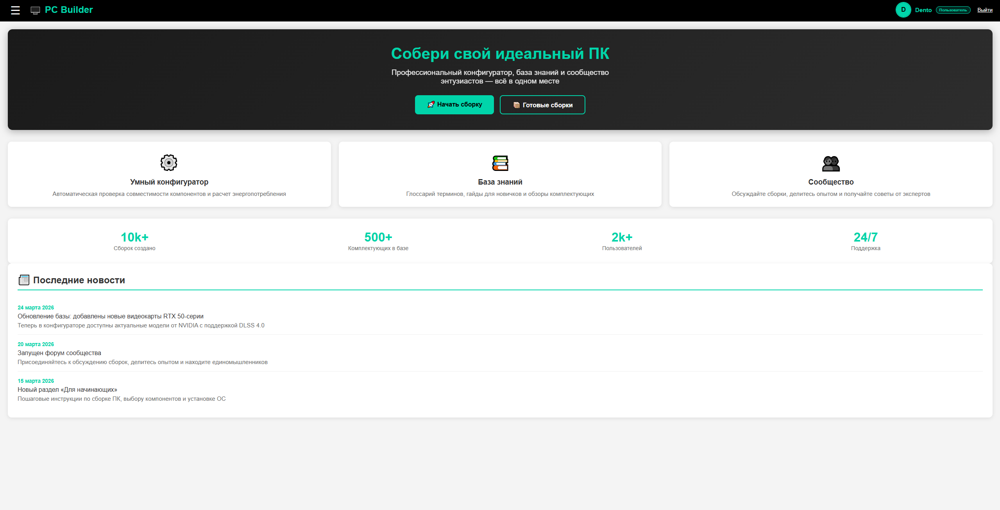 ☰ PC Builder
D Dento Пользователь Выйти
Собери свой идеальный ПК
Профессиональный конфигуратор, база знаний и сообщество
энтузиастов — всё в одном месте
Начать сборку
Готовые сборки
Умный конфигуратор
Автоматическая проверка совместимости компонентов и расчет энергопотребления
База знаний
Глоссарий терминов, гайды для новичков и обзоры комплектующих
Сообщество
Обсуждайте сборки, делитесь опытом и получайте советы от экспертов
10k+
Сборок создано
500+
Комплектующих в базе
2k+
Пользователей
24/7
Поддержка
Последние новости
24 марта 2026
Обновление базы: добавлены новые видеокарты RTX 50-серии
Теперь в конфигураторе доступны актуальные модели от NVIDIA с поддержкой DLSS 4.0
20 марта 2026
Запущен форум сообщества
Присоединяйтесь к обсуждению сборок, делитесь опытом и находите единомышленников
15 марта 2026
Новый раздел «Для начинающих»
Пошаговые инструкции по сборке ПК, выбору компонентов и установке ОС